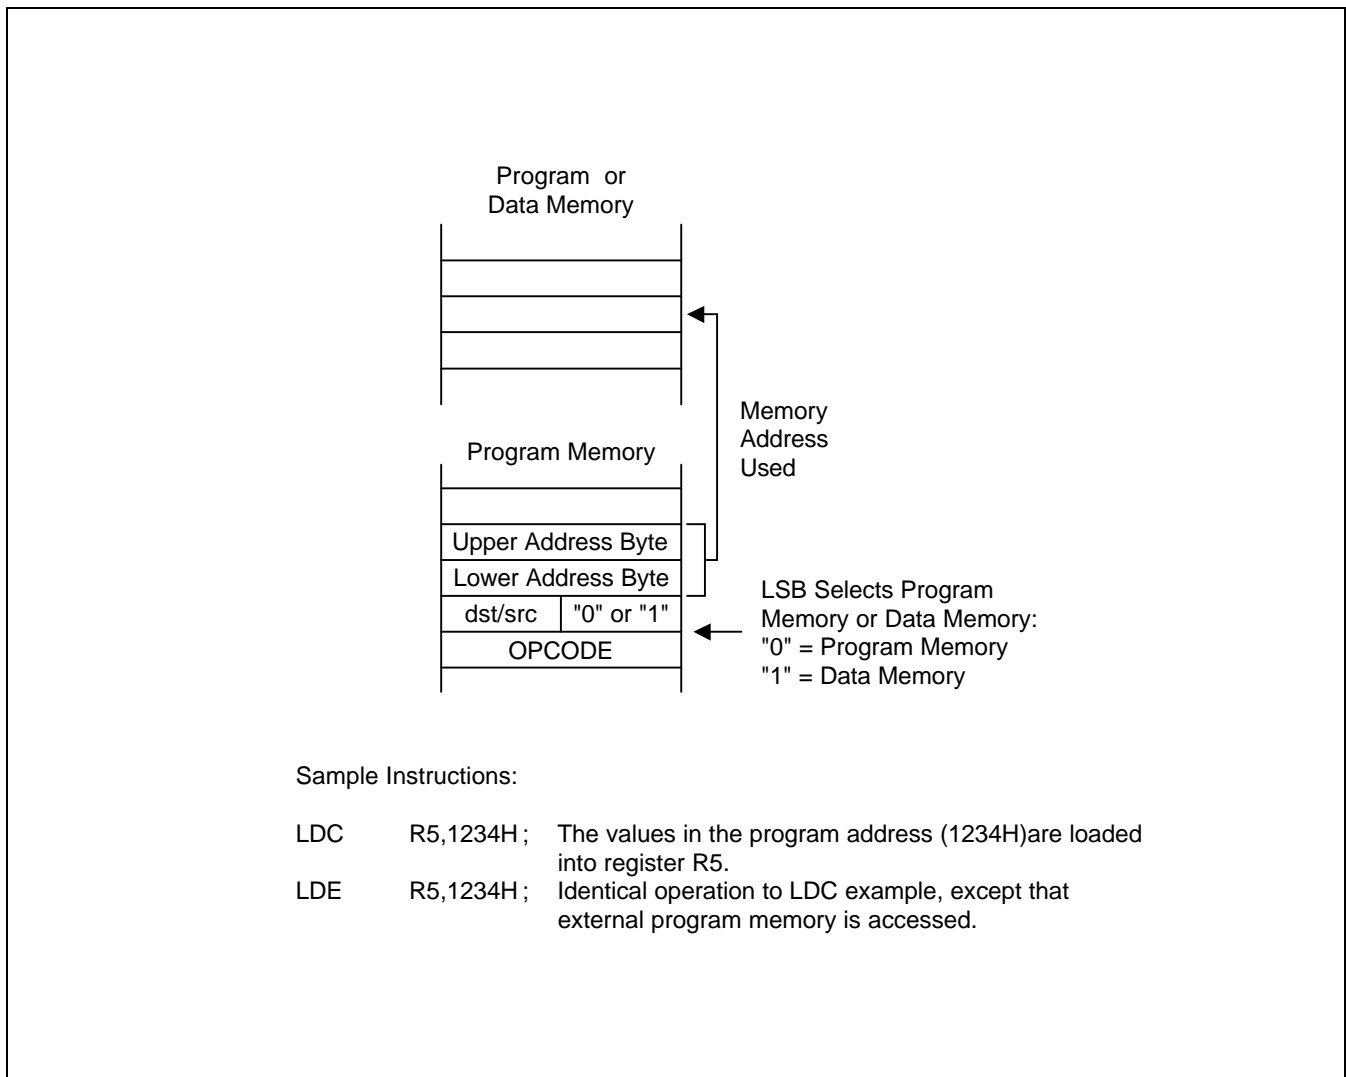 Program or
Data Memory
Memory
Address
Used
Program Memory
Upper Address Byte
Lower Address Byte
dst/src "0" or "1"
OPCODE
LSB Selects Program
Memory or Data Memory:
"0" = Program Memory
"1" = Data Memory
Sample Instructions:
LDC R5,1234H ; The values in the program address (1234H)are loaded
into register R5.
LDE R5,1234H ; Identical operation to LDC example, except that
external program memory is accessed.